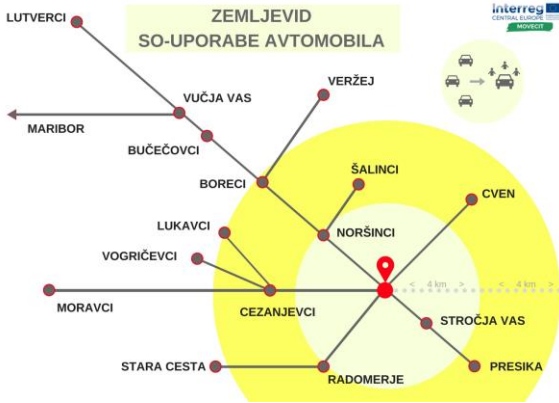 LUTVERCI
ZEMLJEVID
SO-UPORABE AVTOMOBILA
Interreg
CENTRAL EUROPE
MOVECIT
VUČJA VAS
VERŽEJ
MARIBOR
BUČEČOVCI
BORECI
ŠALINCI
CVEN
LUKAVCI
NORŠINCI
VOGRIČEVCI
< 4 km >
< 4 km >
MORAVCI
CEZANJEVCI
STROČJA VAS
STARA CESTA
RADOMERJE
PRESIKA